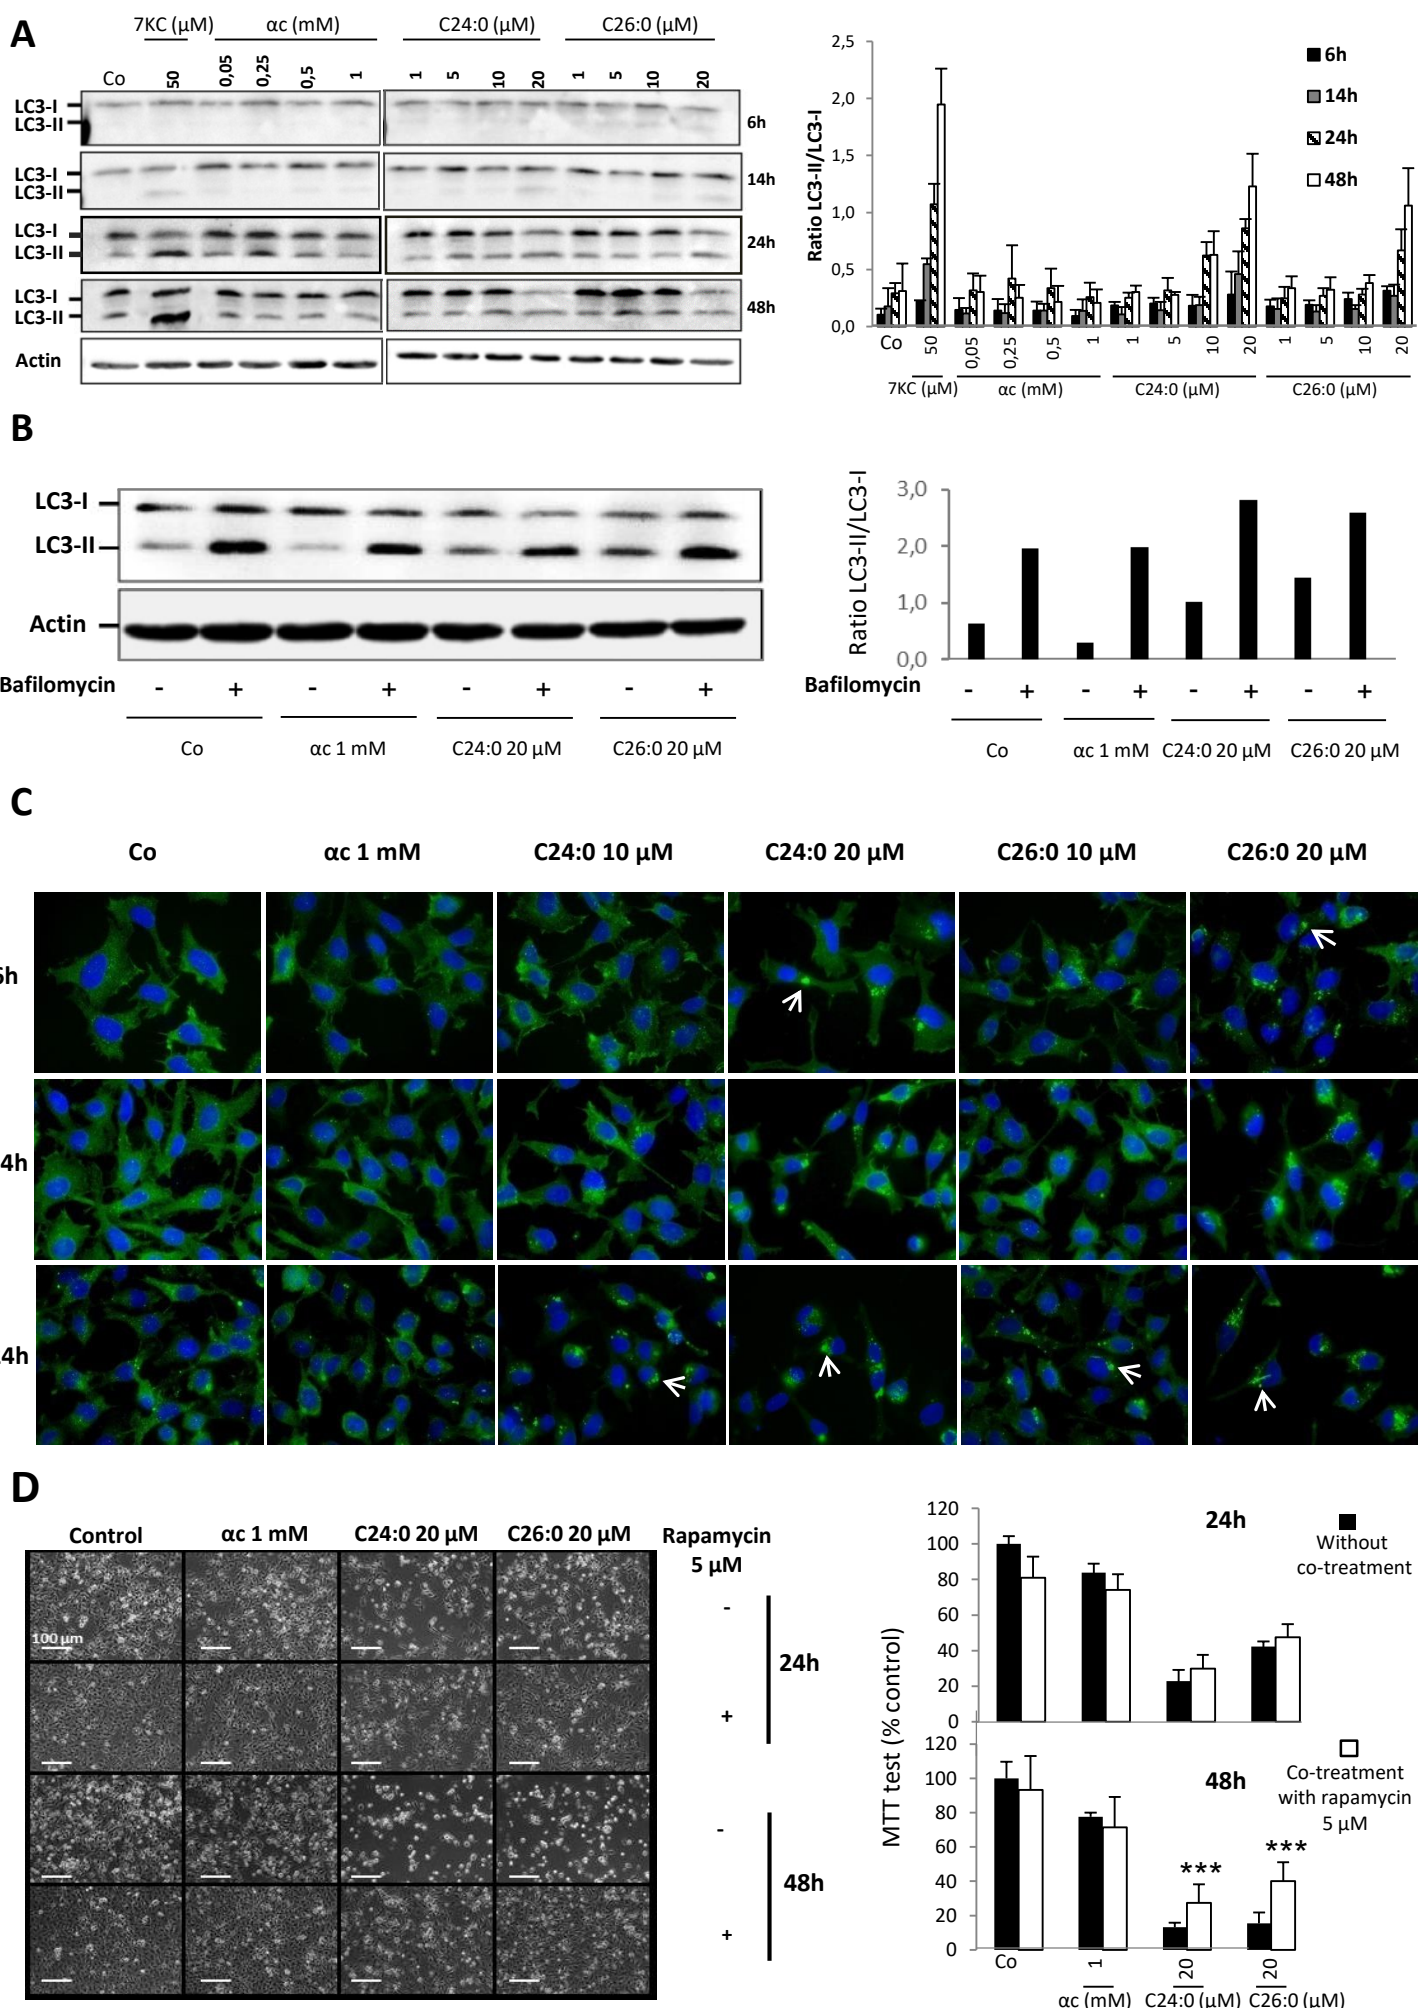 A
7KC (µM)
αc (mM)
C24:0 (µM)
C26:0 (µM)
Co
50
0,05
0,25
0,5
1
1
5
10
20
1
5
10
20
LC3-I
LC3-II
6h
LC3-I
LC3-II
14h
LC3-I
LC3-II
24h
LC3-I
LC3-II
48h
Actin
Ratio LC3-II/LC3-I
2,5
2,0
1,5
1,0
0,5
0,0
6h
14h
24h
48h
Co
50
0,05
0,25
0,5
1
1
5
10
20
1
5
10
20
7KC (µM)
αc (mM)
C24:0 (µM)
C26:0 (µM)
B
LC3-I
LC3-II
Actin
Bafilomycin - + - + - + - +
Co
αc 1 mM
C24:0 20 µM
C26:0 20 µM
Ratio LC3-II/LC3-I
3,0
2,0
1,0
0,0
Bafilomycin - + - + - + - +
Co
αc 1 mM
C24:0 20 µM
C26:0 20 µM
C
Co
αc 1 mM
C24:0 10 µM
C24:0 20 µM
C26:0 10 µM
C26:0 20 µM
6h
4h
24h
D
Control
αc 1 mM
C24:0 20 µM
C26:0 20 µM
Rapamycin
5 µM
100 µm
-
24h
+
-
48h
+
MTT test (% control)
120
100
80
60
40
20
0
24h
Without
co-treatment
120
100
80
60
40
20
0
48h
Co-treatment
with rapamycin
5 µM
***
***
Co
1
20
20
αc (mM)
C24:0 (µM)
C26:0 (µM)